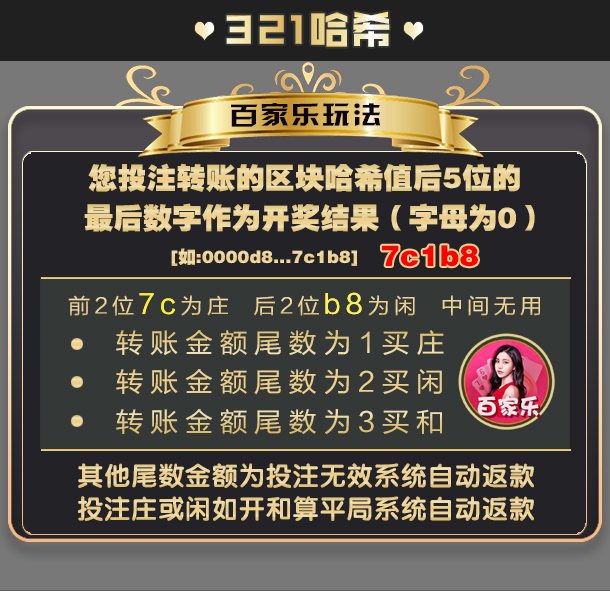 321哈希
百家乐玩法
您投注转账的区块哈希值后5位的
最后数字作为开奖结果（字母为0）
[如:0000d8...7c1b8] 7c1b8
前2位7c为庄 后2位b8为闲 中间无用
转账金额尾数为1买庄
转账金额尾数为2买闲
转账金额尾数为3买和
百家乐
其他尾数金额为投注无效系统自动返款
投注庄或闲如开和算平局系统自动返款